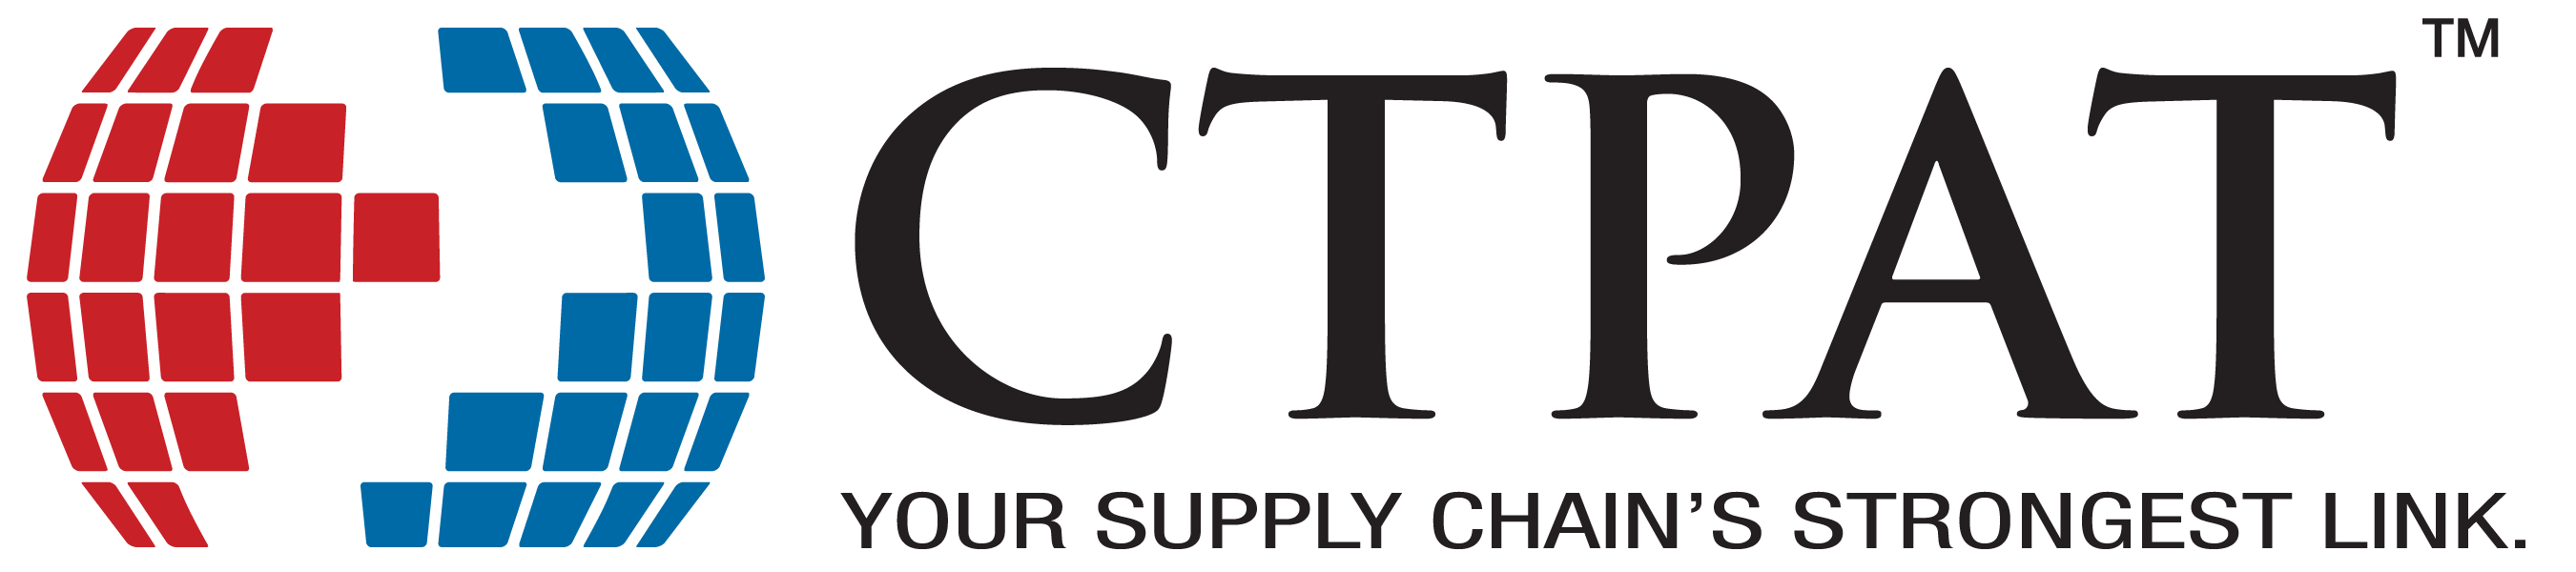 CTPAT™
YOUR SUPPLY CHAIN’S STRONGEST LINK.